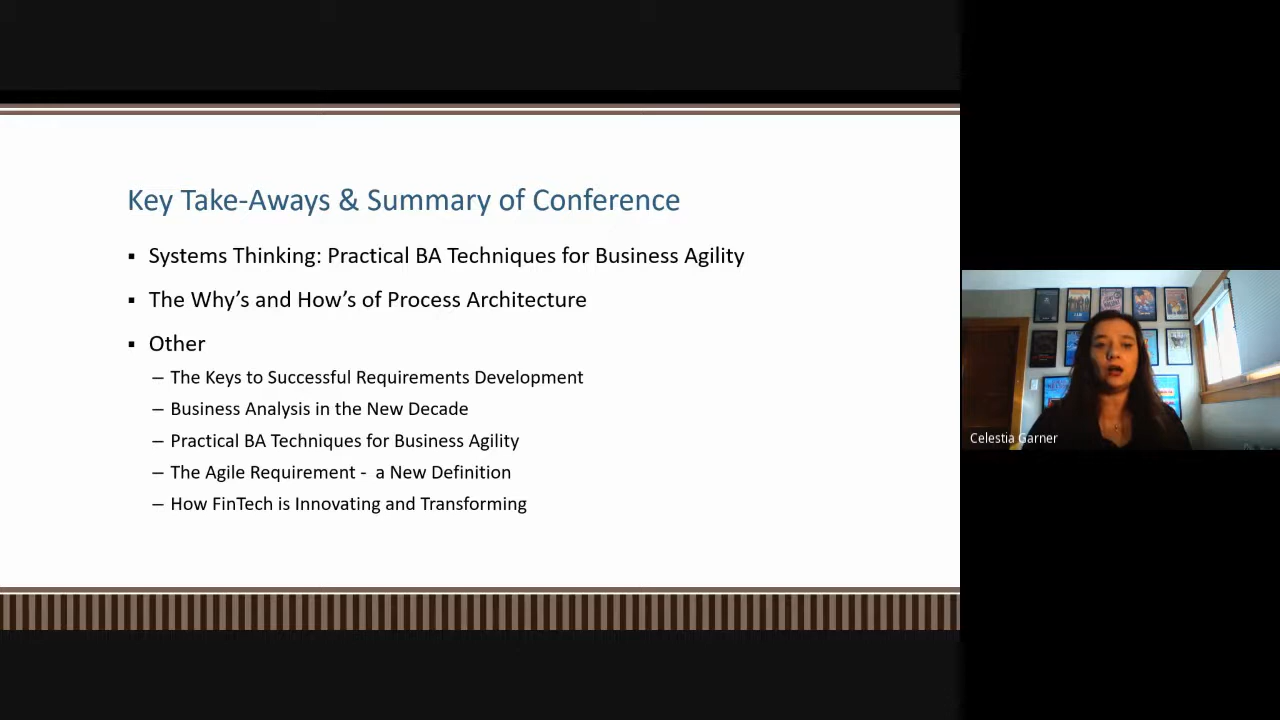 Key Take-Aways & Summary of Conference
▪ Systems Thinking: Practical BA Techniques for Business Agility
▪ The Why’s and How’s of Process Architecture
▪ Other
– The Keys to Successful Requirements Development
– Business Analysis in the New Decade
– Practical BA Techniques for Business Agility
– The Agile Requirement -  a New Definition
– How FinTech is Innovating and Transforming
Celestia Garner